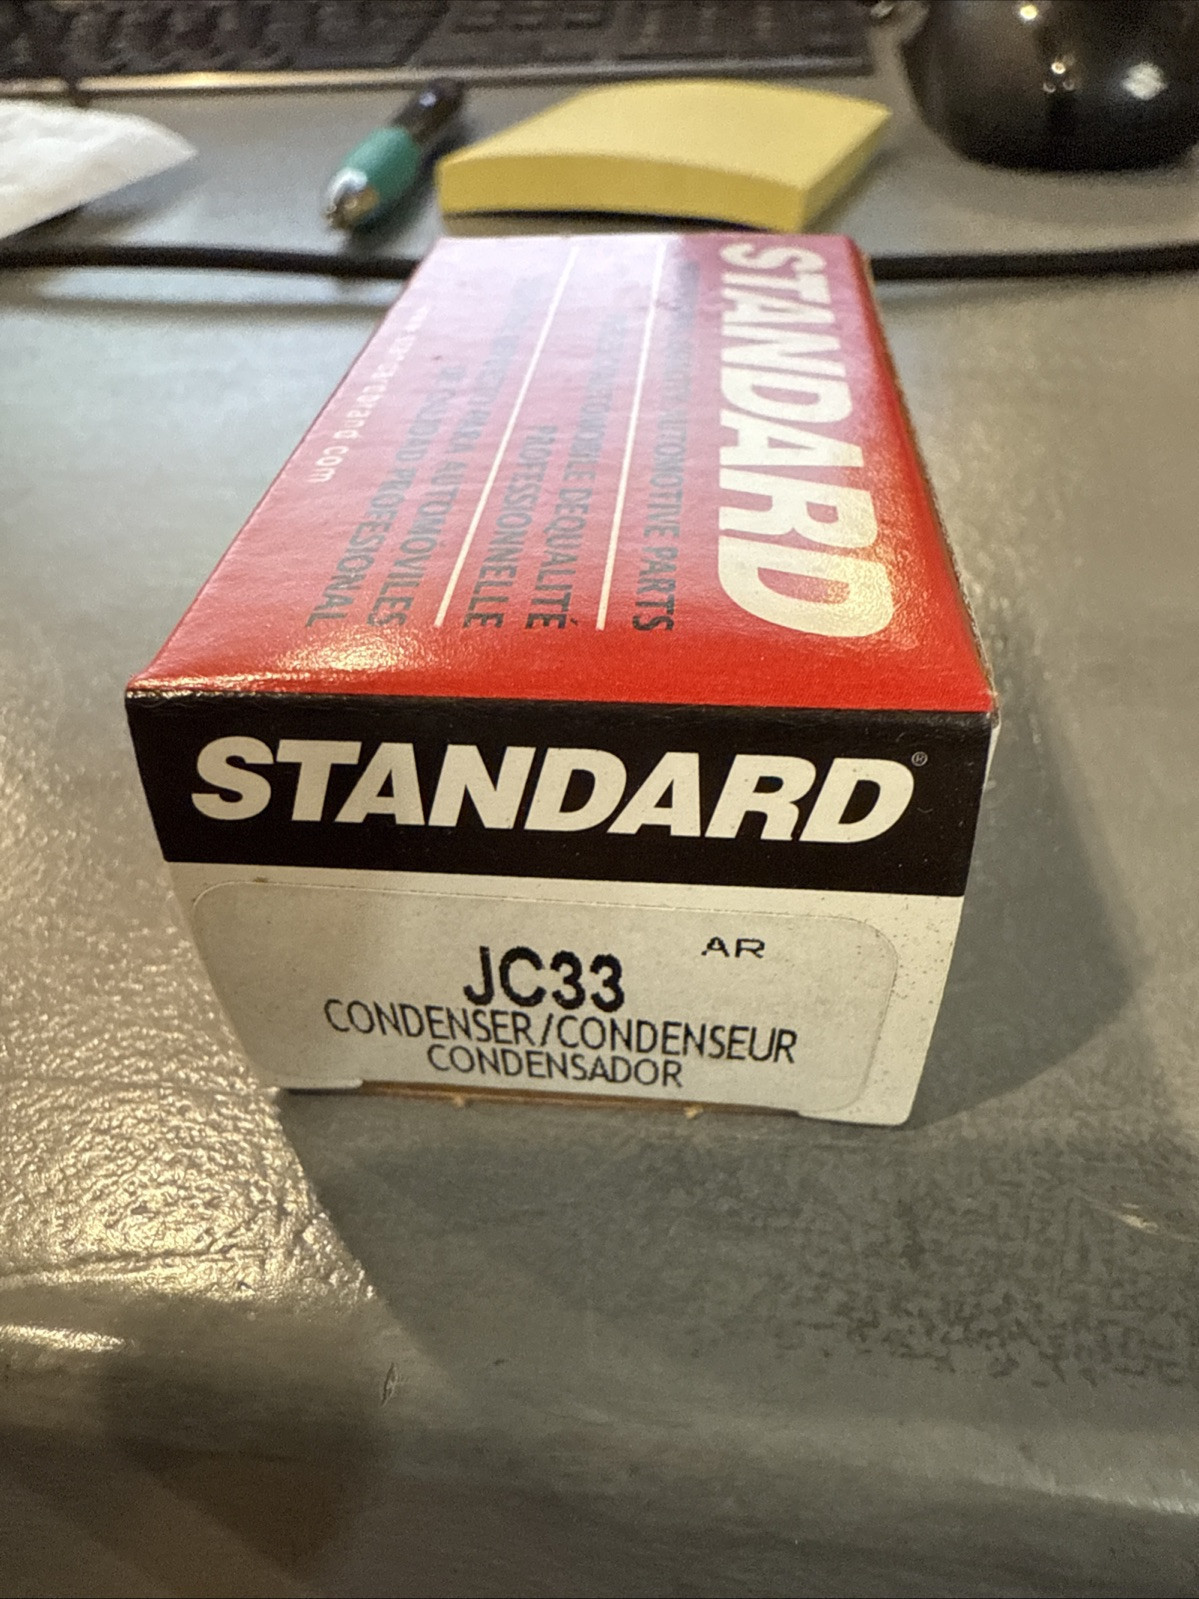 STANDARD
AUTOMOTIVE PARTS
AUTOMOBILE DE QUALITÉ
PROFESSIONNELLE
PARA AUTOMOVILES
DE CALIDAD PROFESIONAL
STANDARD®
AR
JC33
CONDENSER/CONDENSEUR
CONDENSADOR